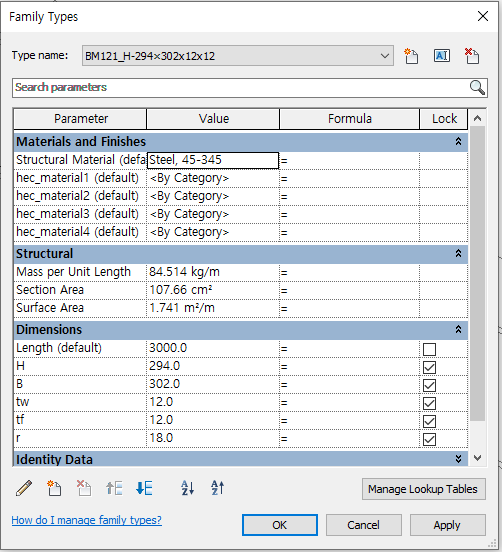 Family Types
Type name: BM121_H-294×302x12x12
Search parameters
Parameter Value Formula Lock
Materials and Finishes
Structural Material (defa Steel, 45-345 =
hec_material1 (default) <By Category> =
hec_material2 (default) <By Category> =
hec_material3 (default) <By Category> =
hec_material4 (default) <By Category> =
Structural
Mass per Unit Length 84.514 kg/m =
Section Area 107.66 cm² =
Surface Area 1.741 m²/m =
Dimensions
Length (default) 3000.0 =
H 294.0 =
B 302.0 =
tw 12.0 =
tf 12.0 =
r 18.0 =
Identity Data
Manage Lookup Tables
How do I manage family types?
OK Cancel Apply